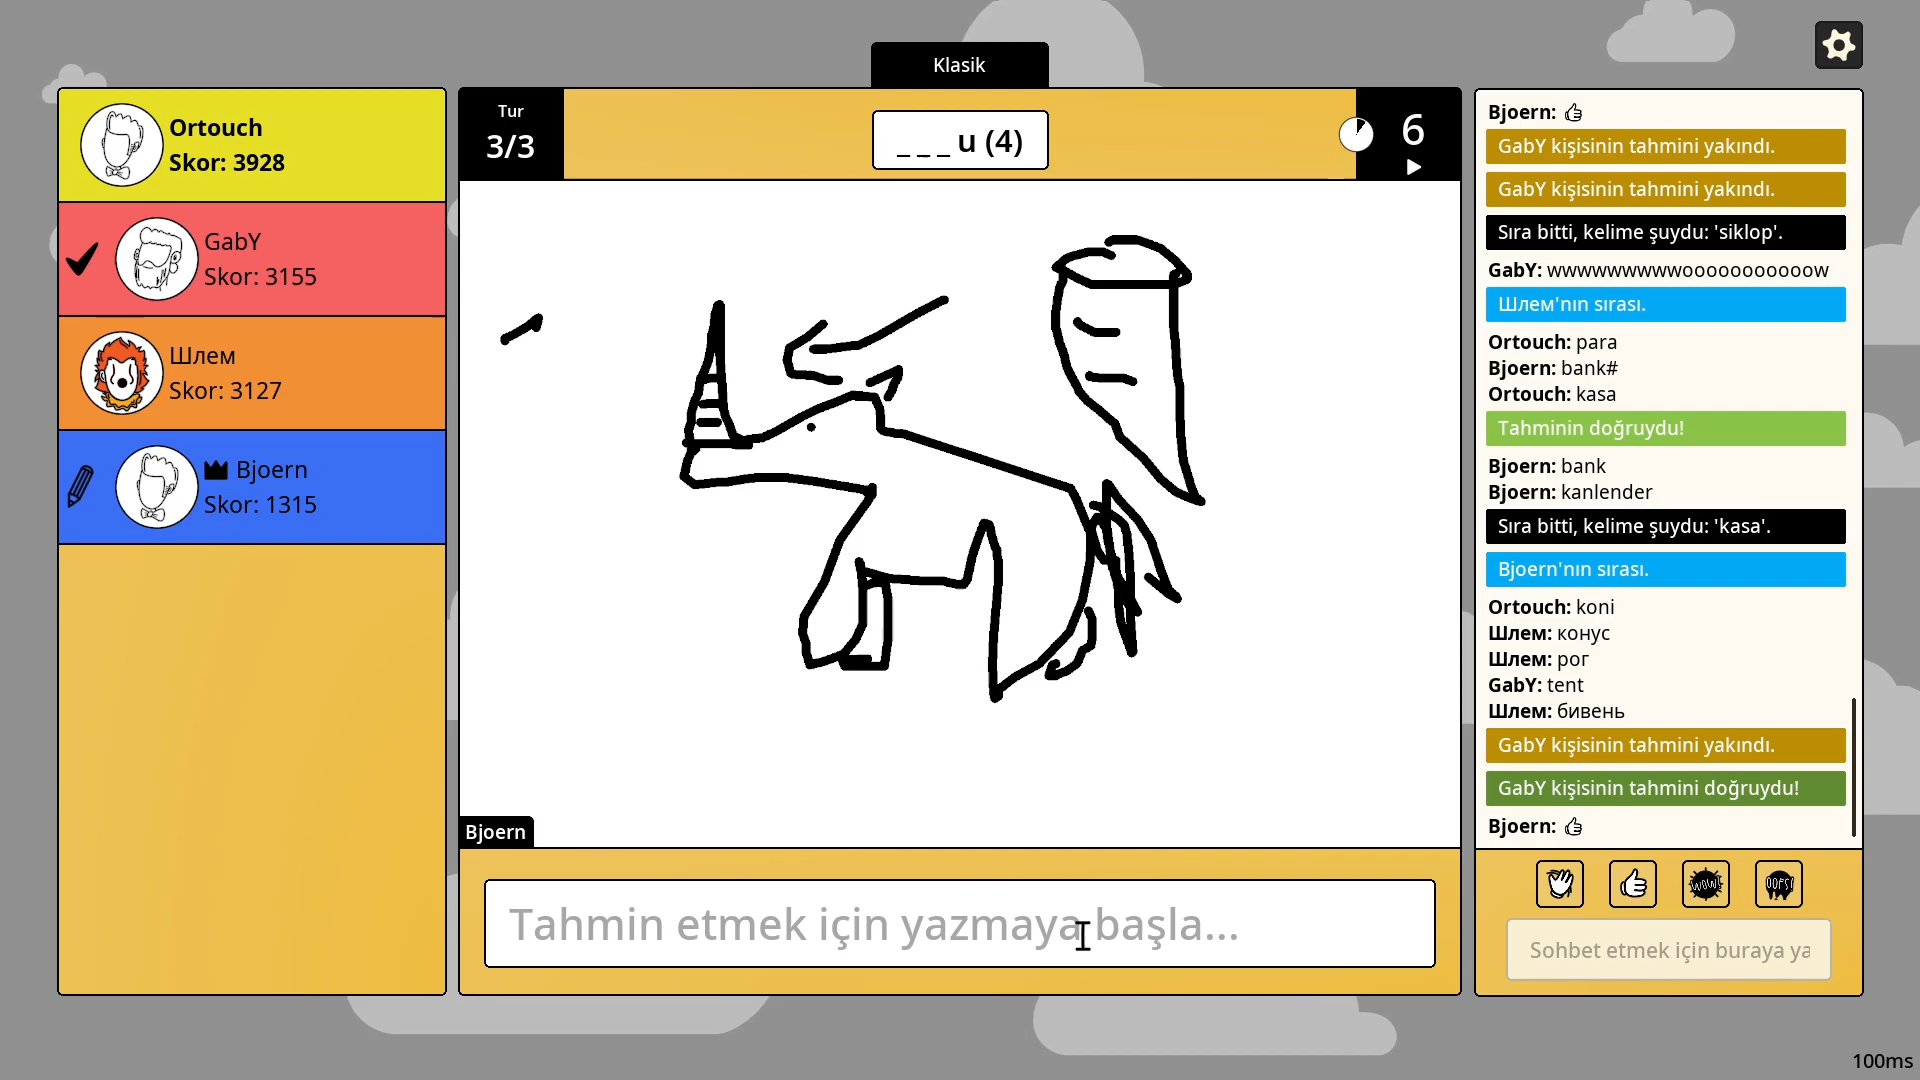 Klasik
Ortouch
Skor: 3928
GabY
Skor: 3155
Шлем
Skor: 3127
Bjoern
Skor: 1315
Tur
3/3
_ _ _ u (4)
6
Bjoern
Tahmin etmek için yazmaya başla...
Bjoern:
GabY kişisinin tahmini yakındı.
GabY kişisinin tahmini yakındı.
Sıra bitti, kelime şuydu: 'siklop'.
GabY: wwwwwwwwwooooooooooow
Шлем'nın sırası.
Ortouch: para
Bjoern: bank#
Ortouch: kasa
Tahminin doğruydu!
Bjoern: bank
Bjoern: kanlender
Sıra bitti, kelime şuydu: 'kasa'.
Bjoern'nın sırası.
Ortouch: koni
Шлем: конус
Шлем: рог
GabY: tent
Шлем: бивень
GabY kişisinin tahmini yakındı.
GabY kişisinin tahmini doğruydu!
Bjoern:
WOW!
OOPS!
Sohbet etmek için buraya ya
100ms